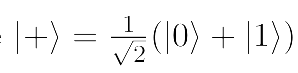 |+⟩ = 1/√2 (|0⟩ + |1⟩)